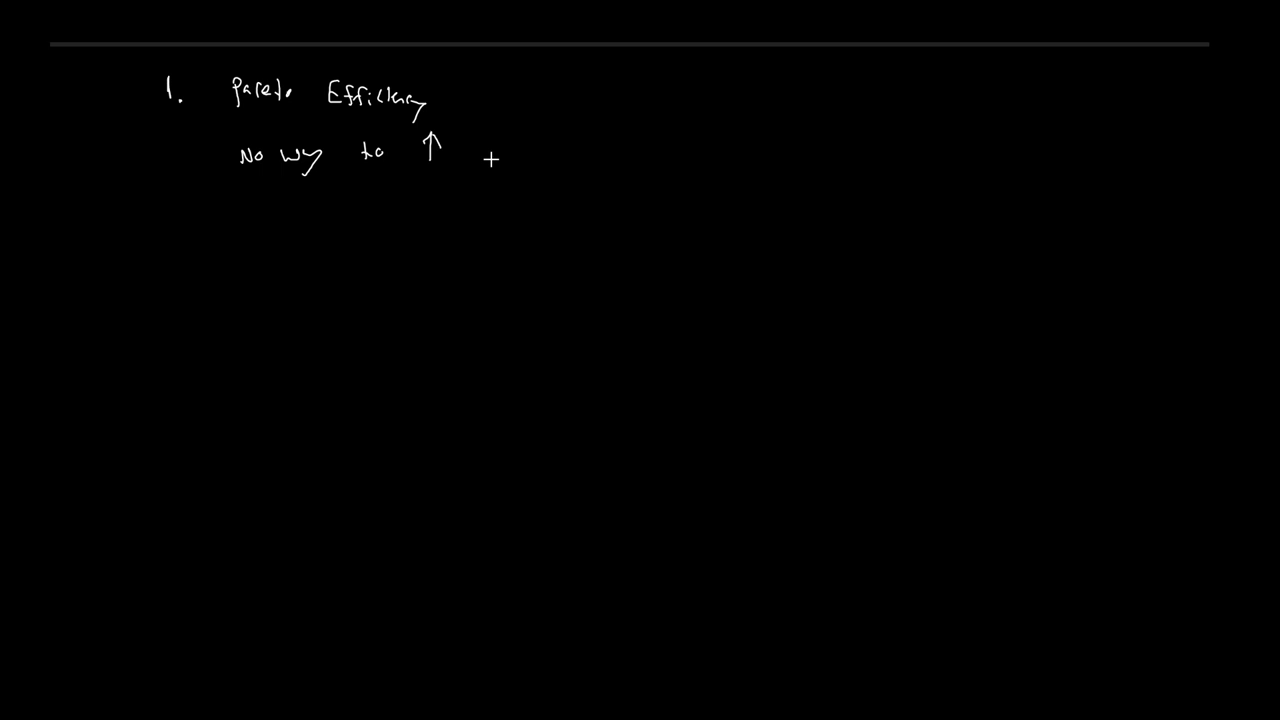 1. Pareto Efficiency
No way to ↑ +